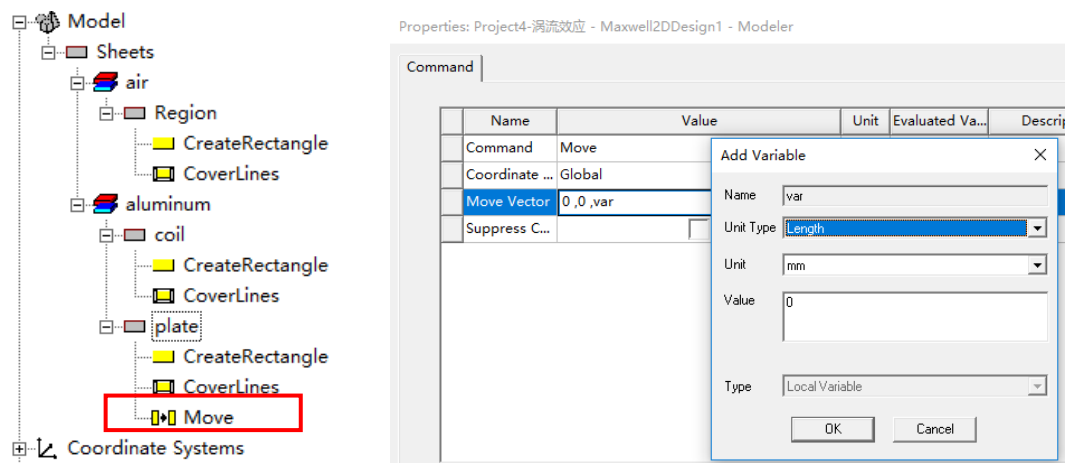 Model
Sheets
air
Region
CreateRectangle
CoverLines
aluminum
coil
CreateRectangle
CoverLines
plate
CreateRectangle
CoverLines
Move
Coordinate Systems
Properties: Project4-涡流效应 - Maxwell2DDesign1 - Modeler
Command
Name Value Unit Evaluated Va... Descrip
Command Move
Coordinate ... Global
Move Vector 0 ,0 ,var
Suppress C...
Add Variable
Name var
Unit Type Length
Unit mm
Value 0
Type Local Variable
OK Cancel